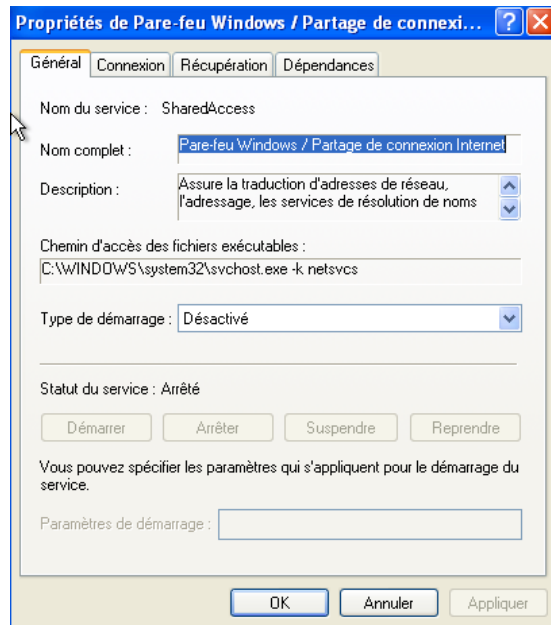 Propriétés de Pare-feu Windows / Partage de connexi...
Général Connexion Récupération Dépendances
Nom du service : SharedAccess
Nom complet : Pare-feu Windows / Partage de connexion Internet
Description : Assure la traduction d'adresses de réseau,
l'adressage, les services de résolution de noms
Chemin d'accès des fichiers exécutables :
C:\WINDOWS\system32\svchost.exe -k netsvcs
Type de démarrage : Désactivé
Statut du service : Arrêté
Démarrer Arrêter Suspendre Reprendre
Vous pouvez spécifier les paramètres qui s'appliquent pour le démarrage du
service.
Paramètres de démarrage :
OK Annuler Appliquer